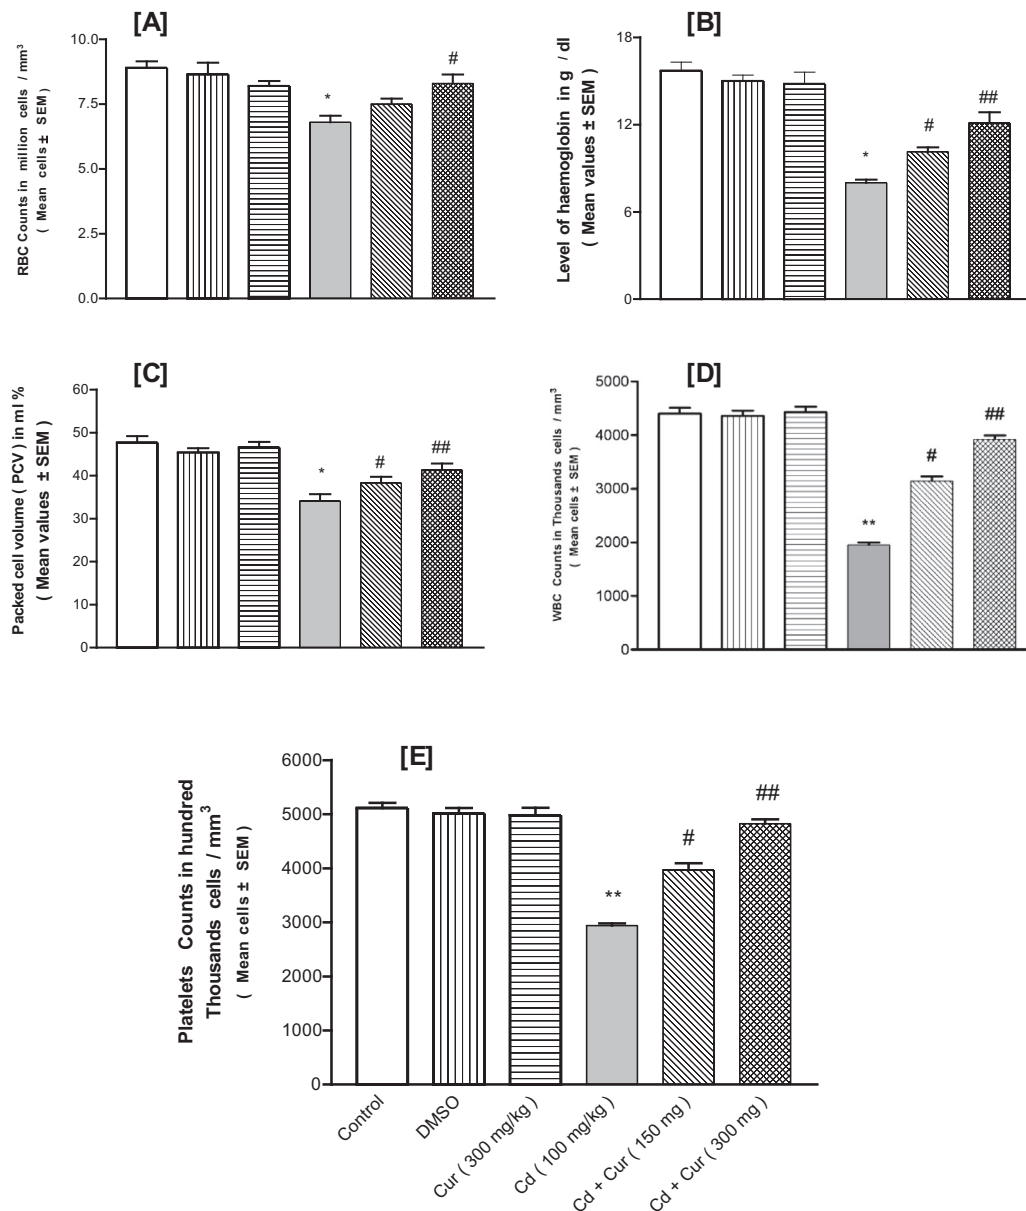 [A]
RBC Counts in million cells / mm³
( Mean cells ± SEM )
10.0
7.5
5.0
2.5
0.0
*
#
[B]
Level of haemoglobin in g / dl
( Mean values ± SEM )
18
12
6
0
*
#
##
[C]
Packed cell volume ( PCV ) in ml %
( Mean values ± SEM )
60
50
40
30
20
10
0
*
#
##
[D]
WBC Counts in Thousands cells / mm³
( Mean cells ± SEM )
5000
4000
3000
2000
1000
0
**
#
##
[E]
Platelets Counts in hundred
Thousands cells / mm³
( Mean cells ± SEM )
6000
5000
4000
3000
2000
1000
0
**
#
##
Control
DMSO
Cur ( 300 mg/kg )
Cd ( 100 mg/kg )
Cd + Cur ( 150 mg )
Cd + Cur ( 300 mg )